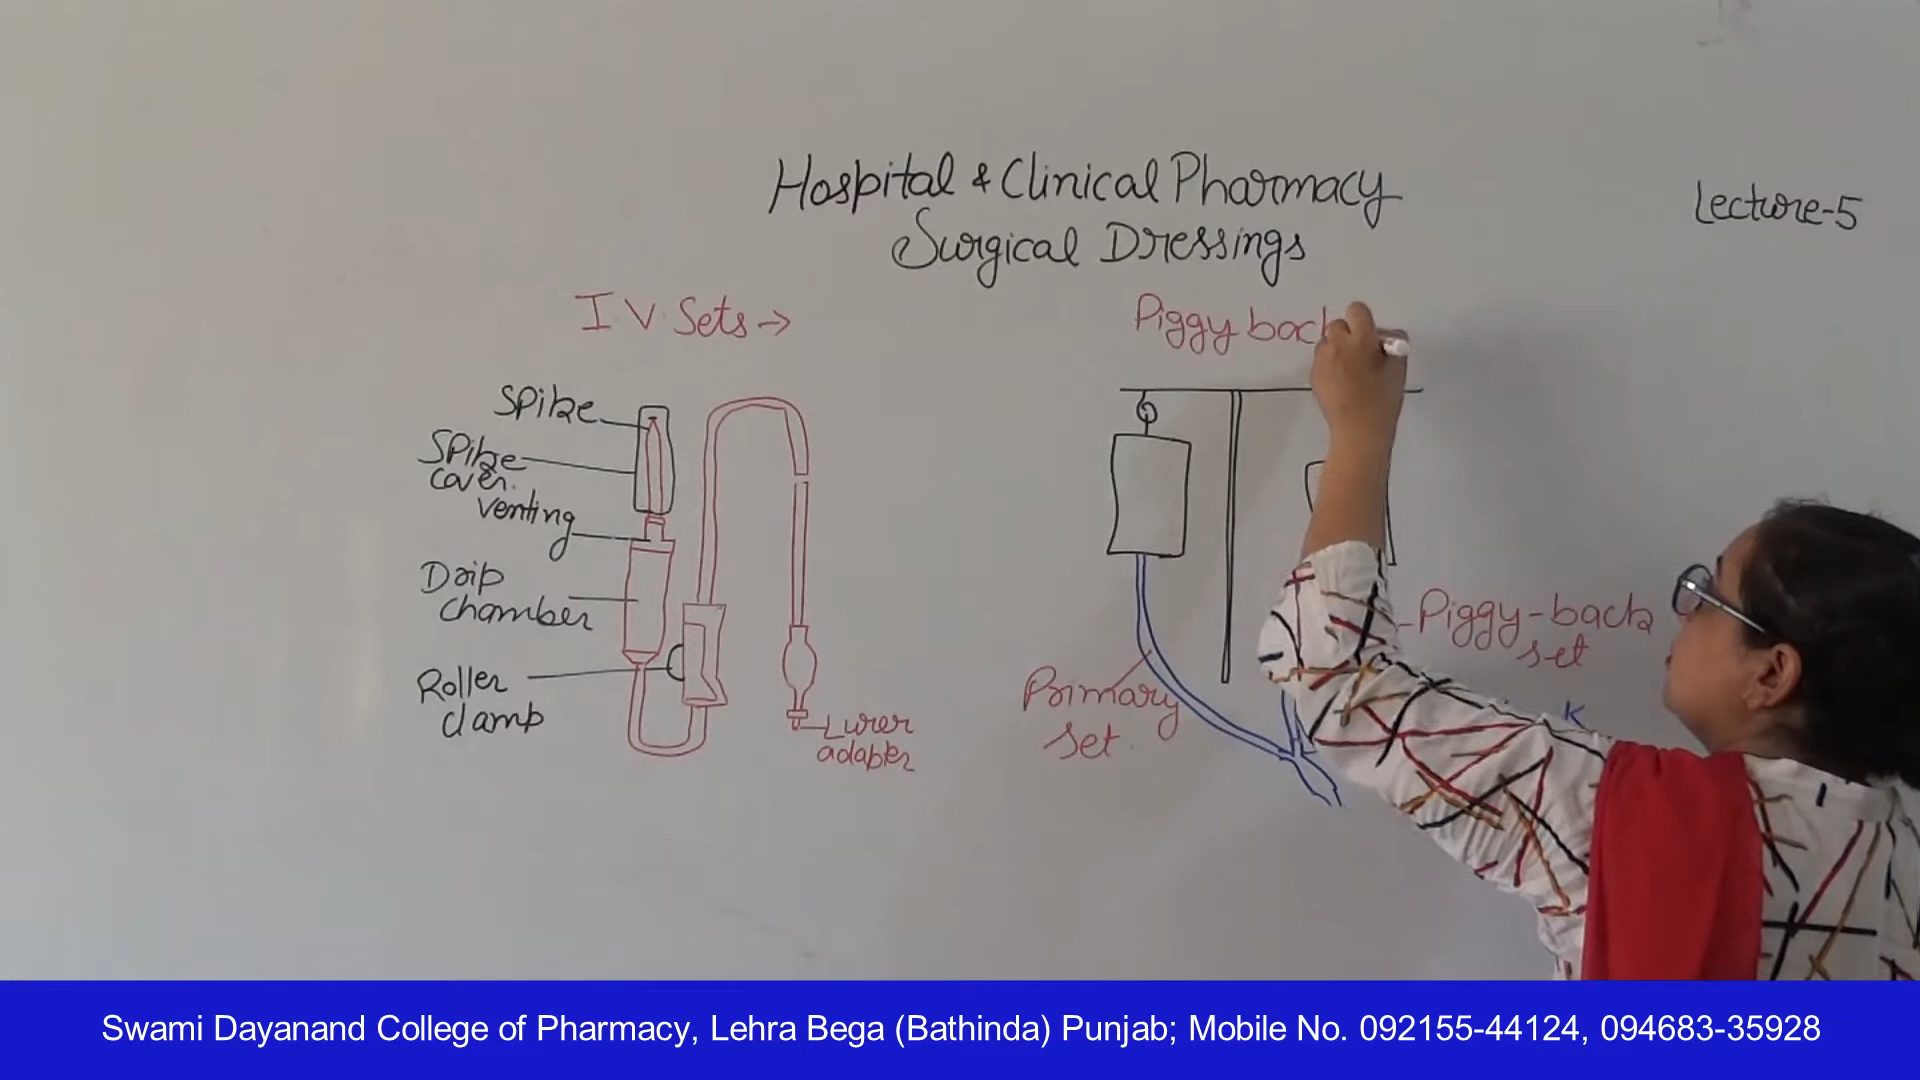 Hospital & Clinical Pharmacy
Surgical Dressings
Lecture-5
I V Sets →
Piggy back
Spike
Spike
cover.
venting
Drip
chamber
Roller
clamp
Lurer
adapter
Primary
set.
-Piggy-back
set
K
Swami Dayanand College of Pharmacy, Lehra Bega (Bathinda) Punjab; Mobile No. 092155-44124, 094683-35928